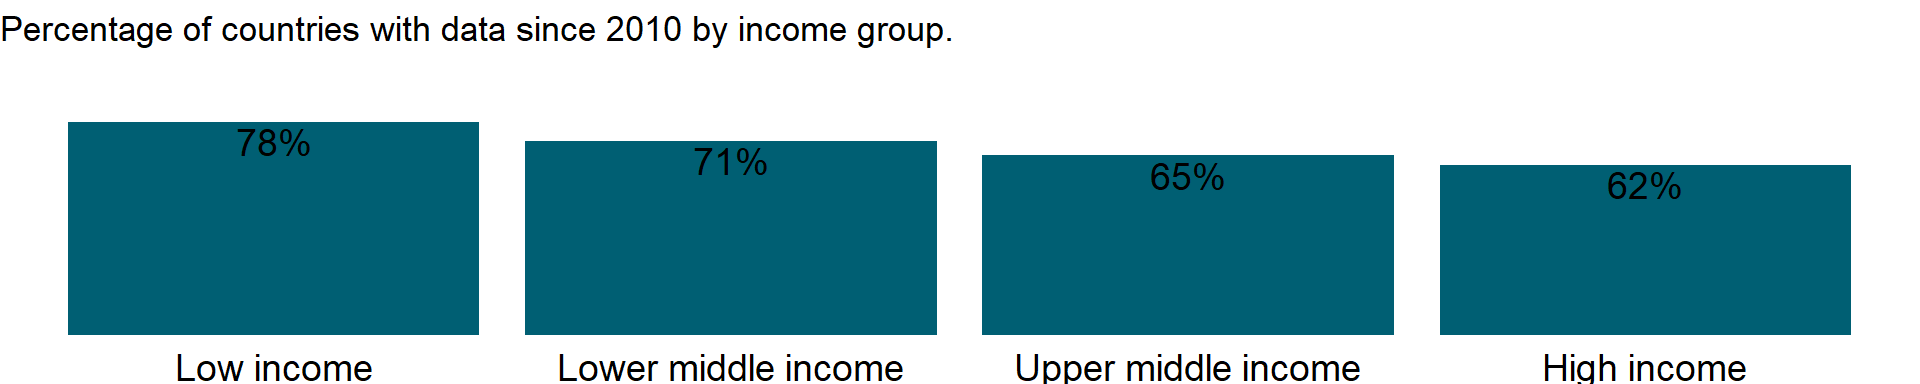 Percentage of countries with data since 2010 by income group.
78%
71%
65%
62%
Low income
Lower middle income
Upper middle income
High income